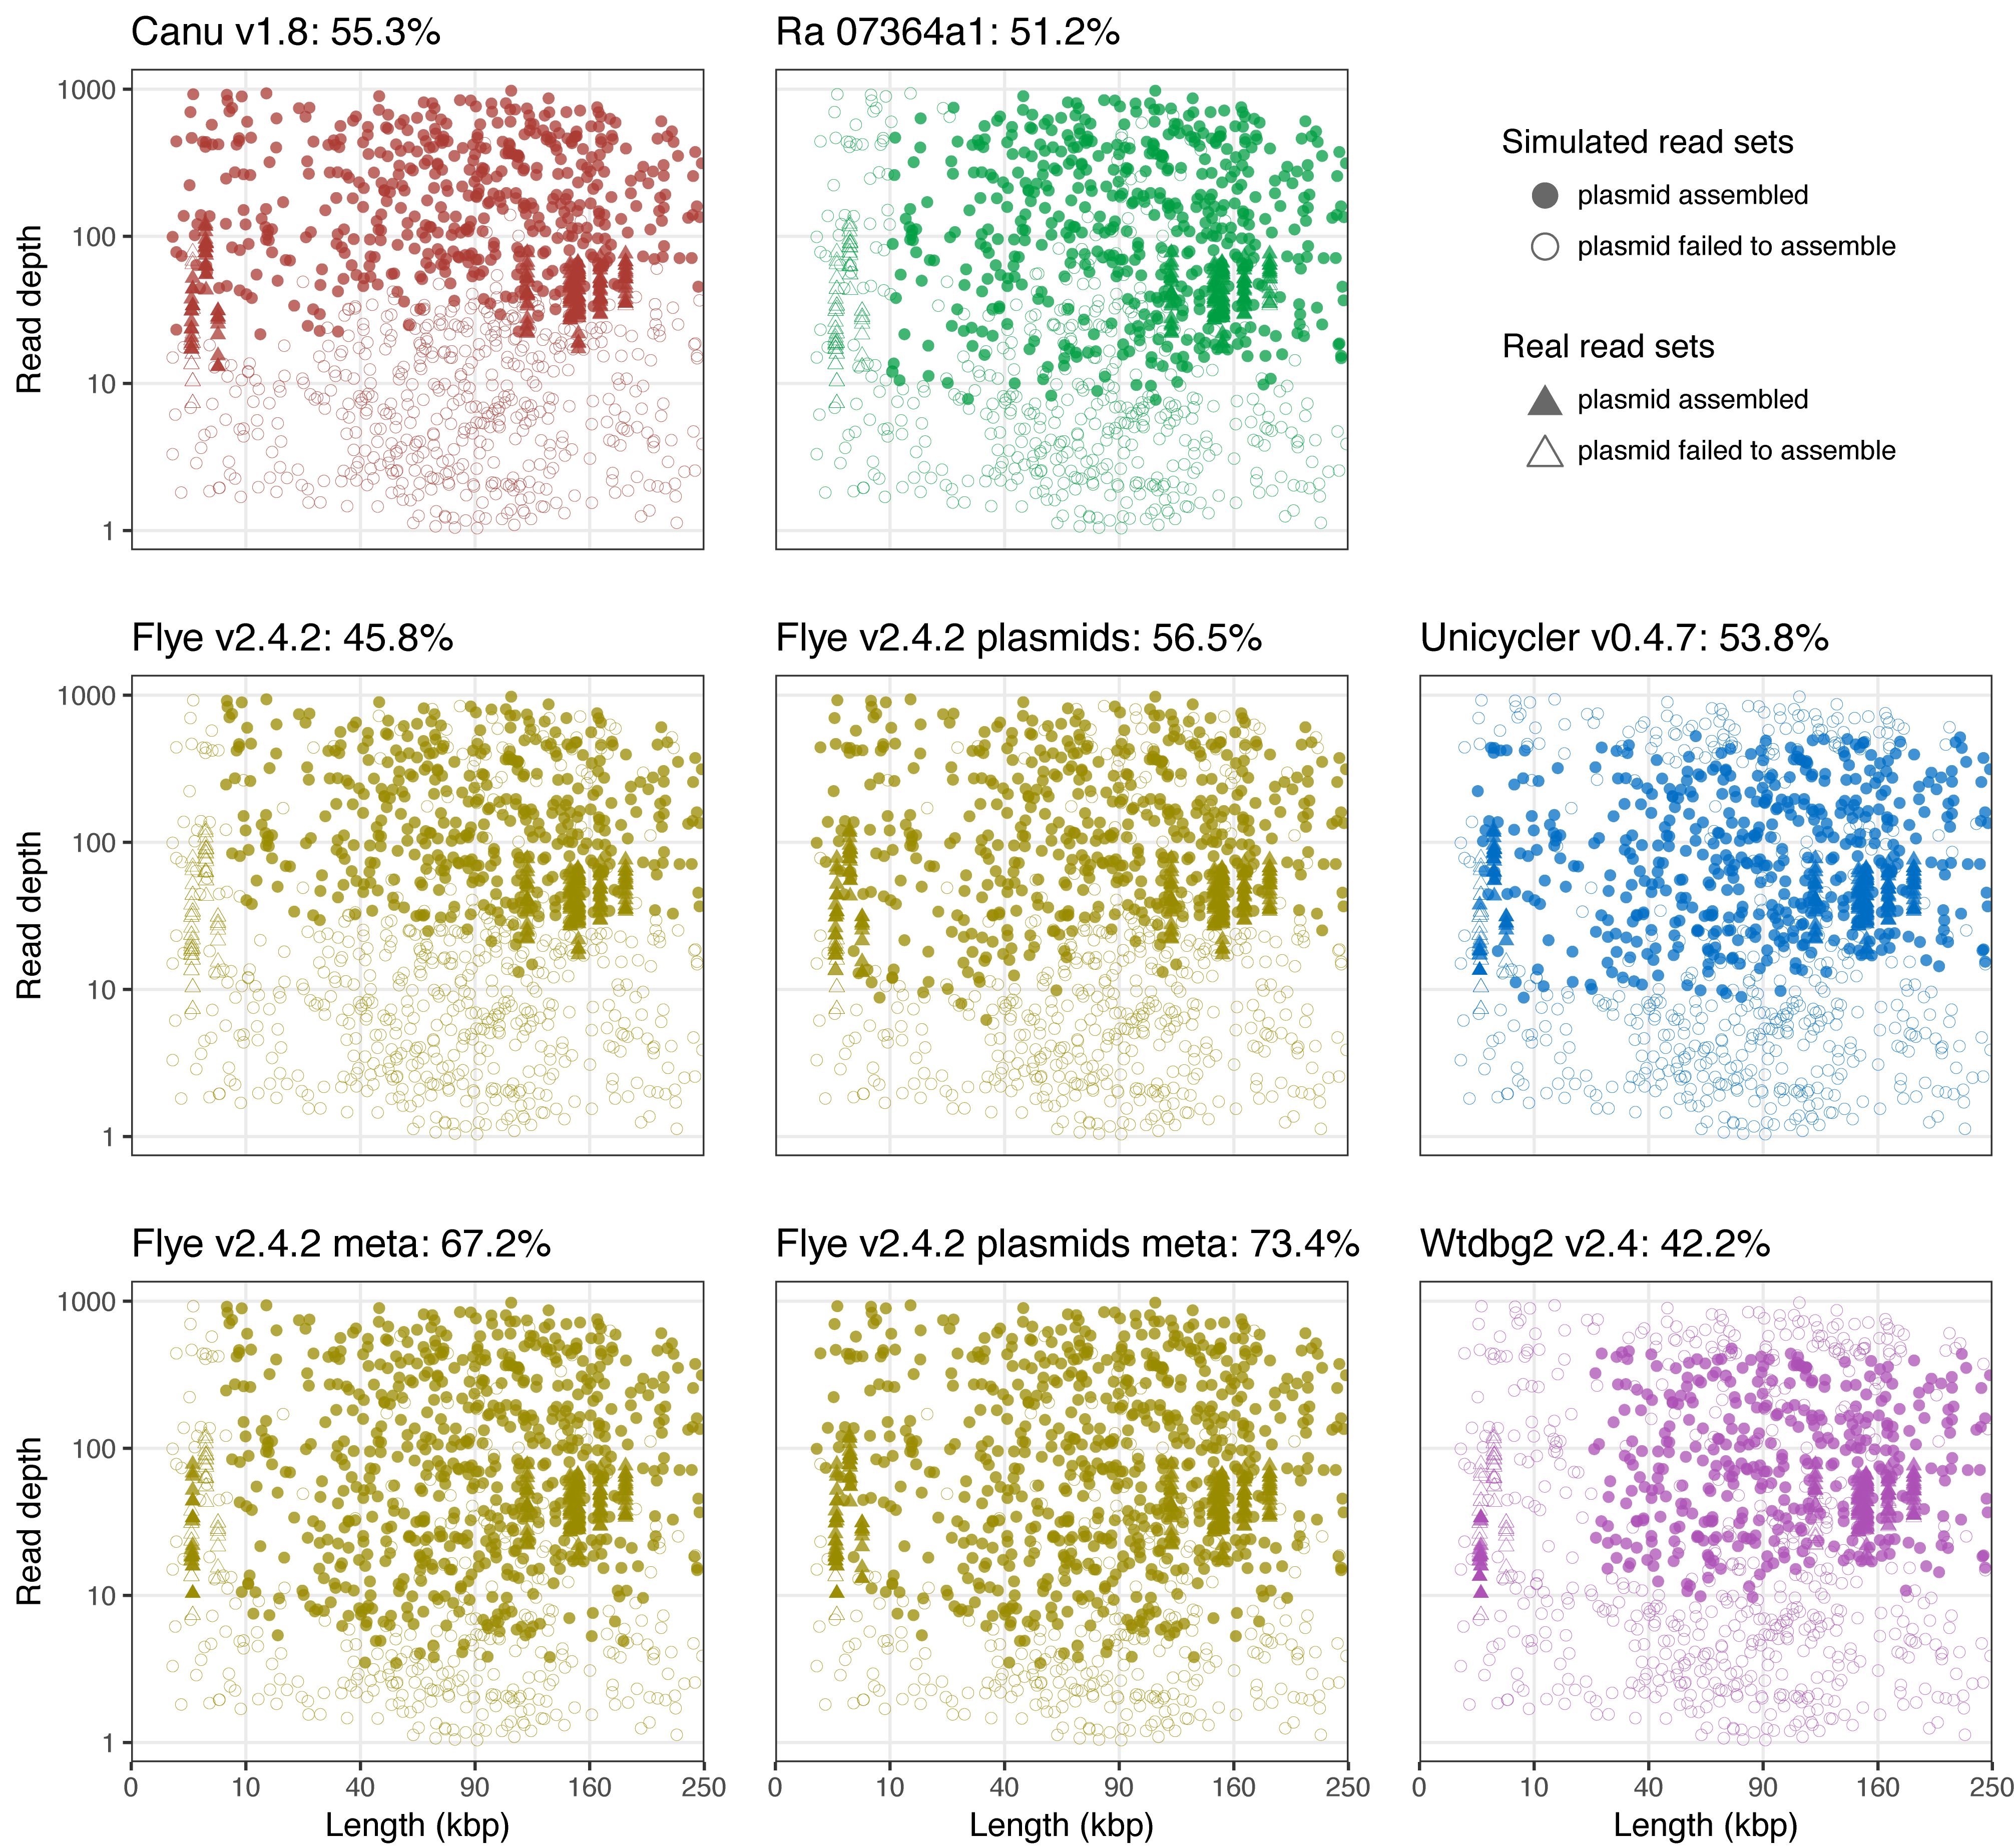 Canu v1.8: 55.3%
Ra 07364a1: 51.2%
1000
100
10
1
Read depth
Simulated read sets
plasmid assembled
plasmid failed to assemble
Real read sets
plasmid assembled
plasmid failed to assemble
Flye v2.4.2: 45.8%
Flye v2.4.2 plasmids: 56.5%
Unicycler v0.4.7: 53.8%
1000
100
10
1
Read depth
Flye v2.4.2 meta: 67.2%
Flye v2.4.2 plasmids meta: 73.4%
Wtdbg2 v2.4: 42.2%
1000
100
10
1
Read depth
0 10 40 90 160 250
0 10 40 90 160 250
0 10 40 90 160 250
Length (kbp)
Length (kbp)
Length (kbp)